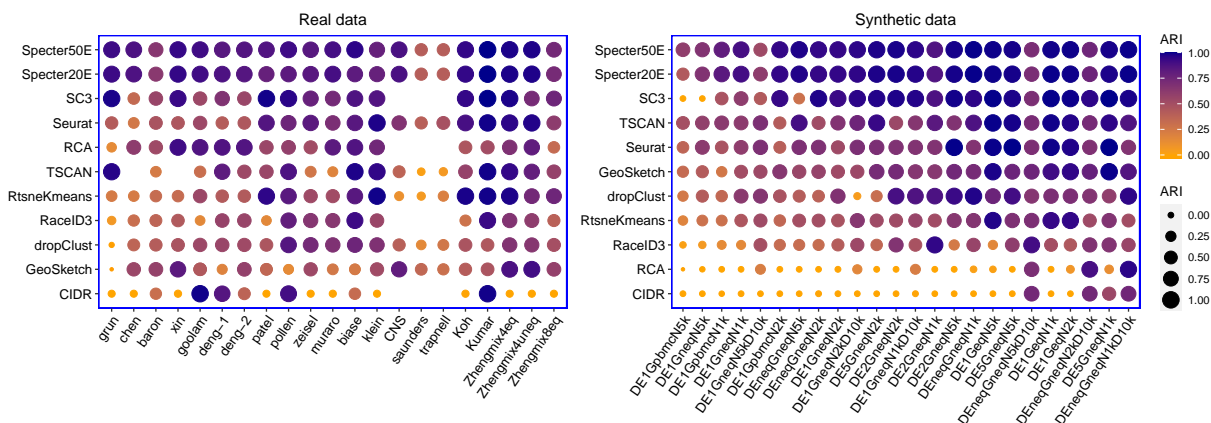 Real data
Specter50E
Specter20E
SC3
Seurat
RCA
TSCAN
RtsneKmeans
RaceID3
dropClust
GeoSketch
CIDR
grun
chen
baron
xin
goolam
deng−1
deng−2
patel
pollen
zeisel
muraro
biase
klein
CNS
saunders
trapnell
Koh
Kumar
Zhengmix4eq
Zhengmix4uneq
Zhengmix8eq
Synthetic data
Specter50E
Specter20E
SC3
TSCAN
Seurat
GeoSketch
dropClust
RtsneKmeans
RaceID3
RCA
CIDR
DE1GpbmcN5k
DE1GneqN5k
DE1GpbmcN1k
DE1GneqN1k
DE1GneqN5kD10k
DE1GpbmcN2k
DEneqGneqN5k
DEneqGneqN2k
DE1GneqN2k
DE1GneqN2kD10k
DE5GneqN2k
DE2GneqN2k
DE1GneqN1kD10k
DE2GneqN1k
DE2GneqN5k
DEneqGneqN1k
DE1GeqN5k
DE5GneqN5k
DEneqGneqN5kD10k
DE1GeqN1k
DE1GeqN2k
DEneqGneqN2kD10k
DE5GneqN1k
DEneqGneqN1kD10k
ARI
1.00
0.75
0.50
0.25
0.00
ARI
0.00
0.25
0.50
0.75
1.00